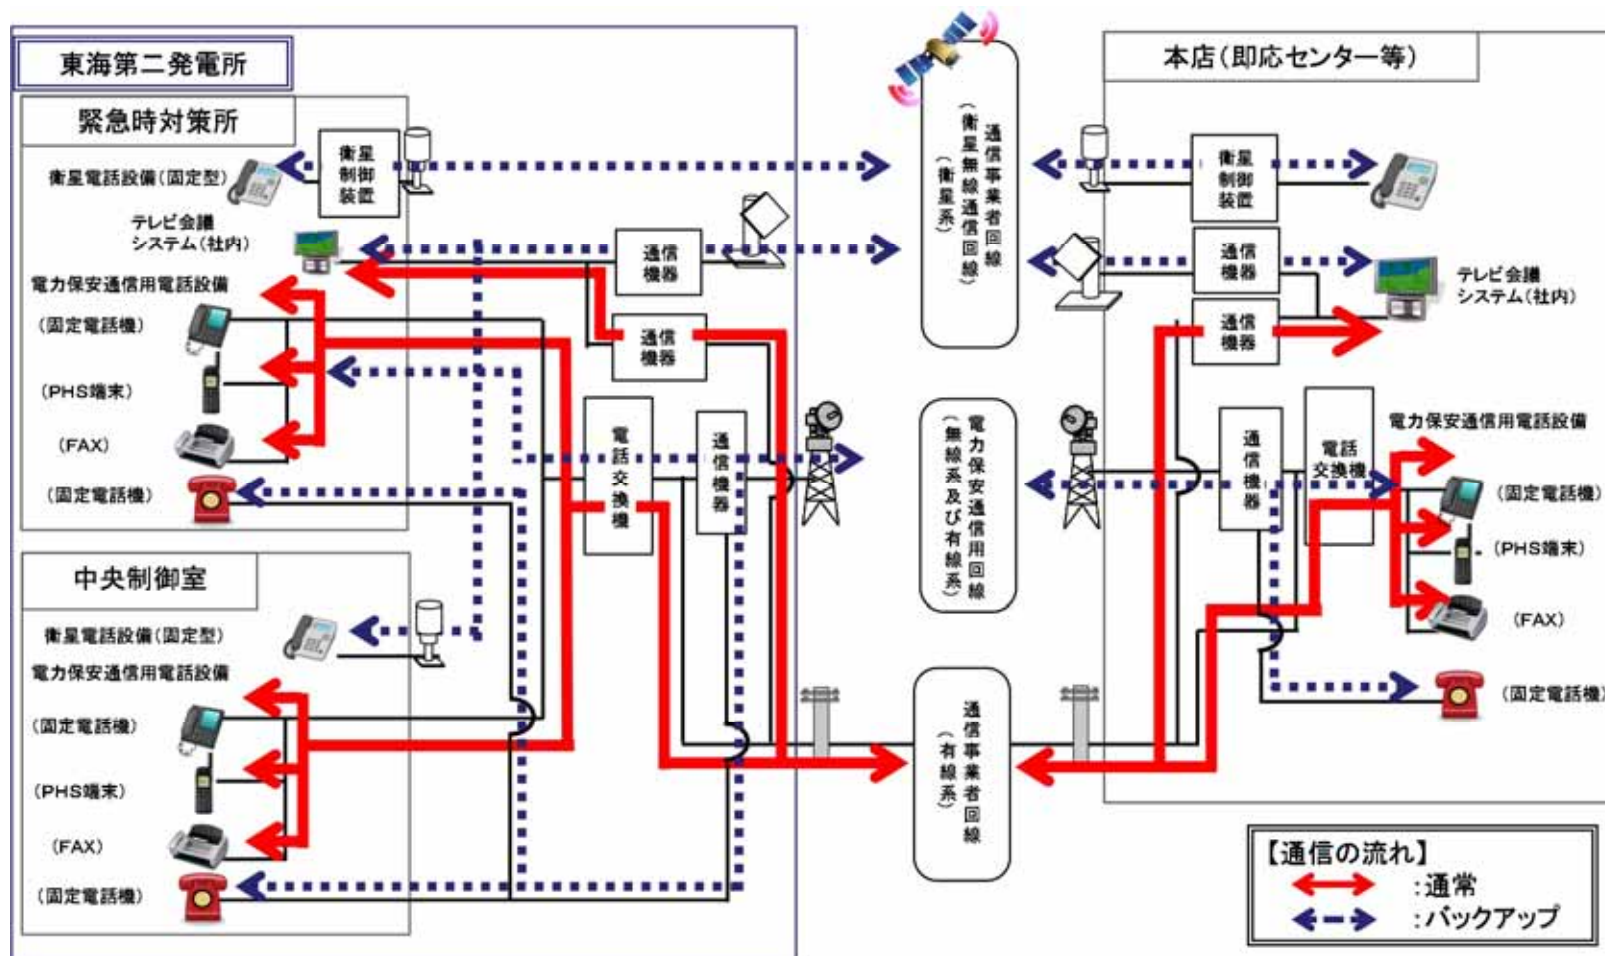 東海第二発電所
緊急時対策所
衛星電話設備(固定型)
衛星
制御
装置
テレビ会議
システム(社内)
通信
機器
電力保安通信用電話設備
(固定電話機)
通信
機器
(PHS端末)
(FAX)
(固定電話機)
電話交換機
通信機器
中央制御室
衛星電話設備(固定型)
電力保安通信用電話設備
(固定電話機)
(PHS端末)
(FAX)
(固定電話機)
通信事業者回線
(衛星無線通信回線)
(衛星系)
電力保安通信用回線
(無線系及び有線系)
通信事業者回線
(有線系)
本店(即応センター等)
衛星
制御
装置
通信
機器
テレビ会議
システム(社内)
通信
機器
通信機器
電話
交換機
電力保安通信用電話設備
(固定電話機)
(PHS端末)
(FAX)
(固定電話機)
【通信の流れ】
:通常
:バックアップ